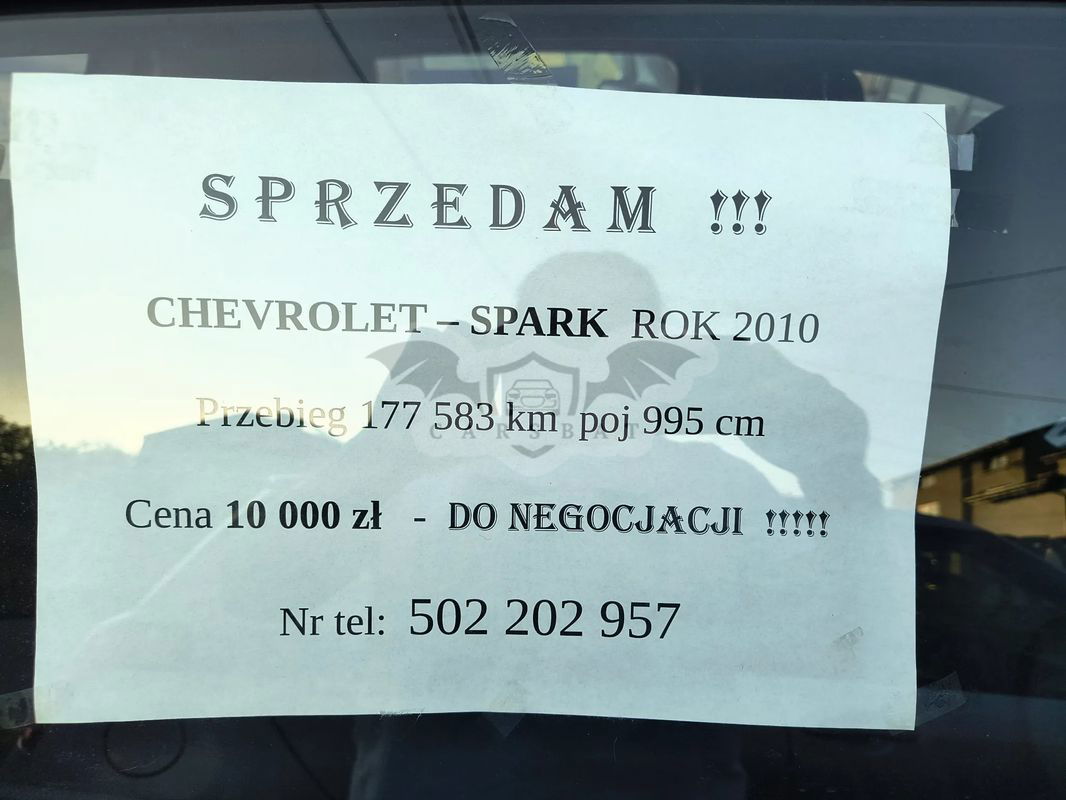 SPRZEDAM !!!
CHEVROLET – SPARK ROK 2010
Przebieg 177 583 km poj 995 cm
CARSBAT
Cena 10 000 zł - DO NEGOCJACJI !!!!!
Nr tel: 502 202 957